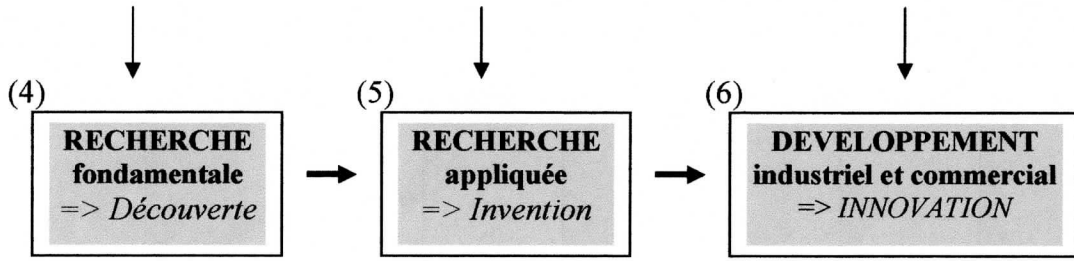 (4)
RECHERCHE
fondamentale
=> Découverte
(5)
RECHERCHE
appliquée
=> Invention
(6)
DEVELOPPEMENT
industriel et commercial
=> INNOVATION